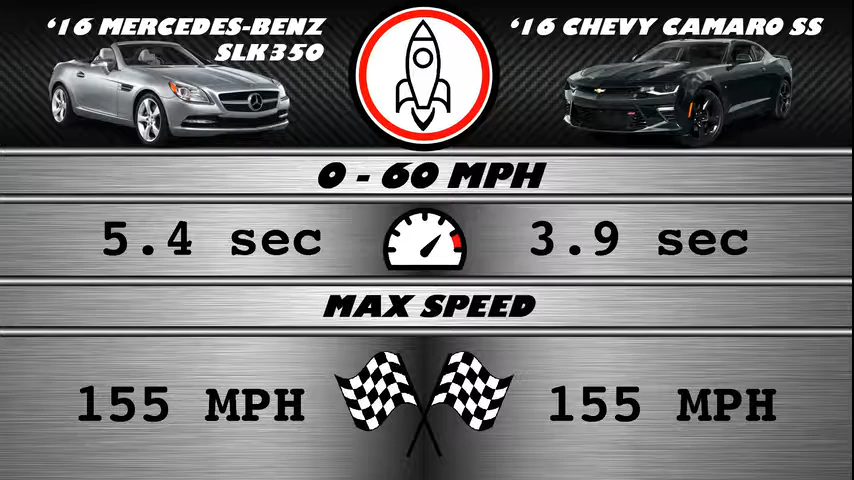 ‘16 MERCEDES-BENZ
SLK350
‘16 CHEVY CAMARO SS
0 - 60 MPH
5.4 sec
3.9 sec
MAX SPEED
155 MPH
155 MPH